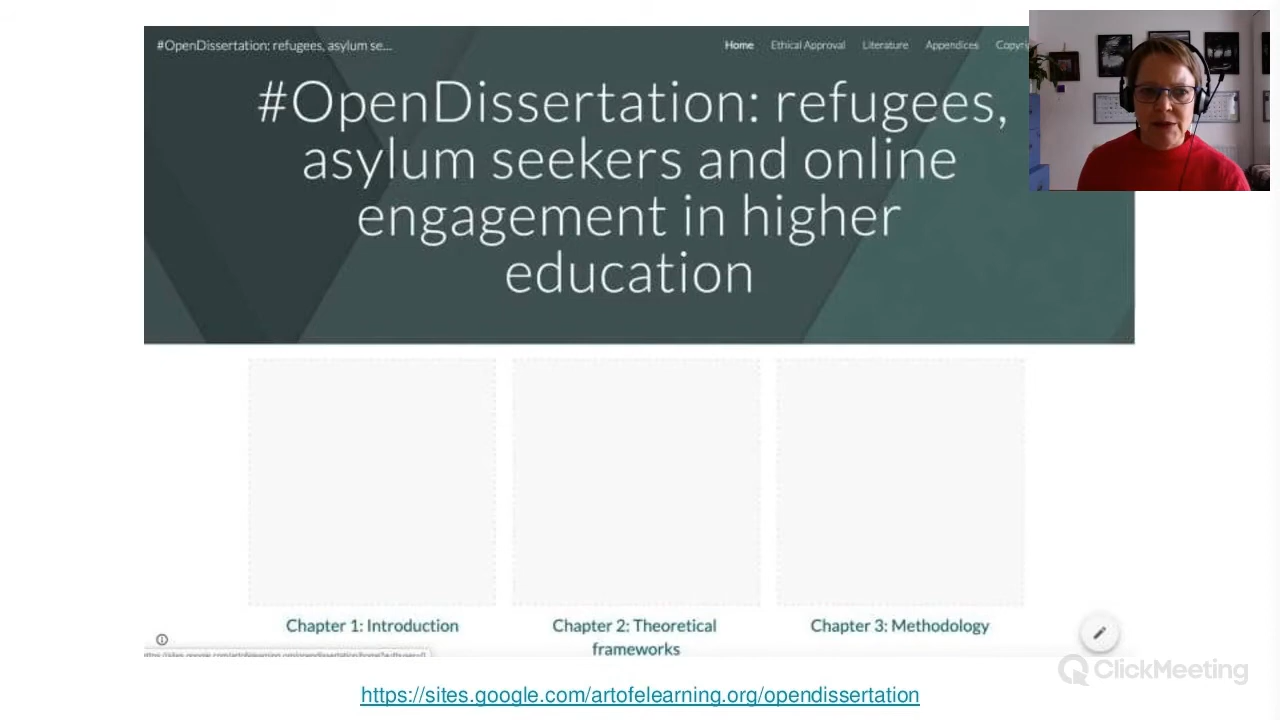 #OpenDissertation: refugees, asylum se...
Home Ethical Approval Literature Appendices
#OpenDissertation: refugees,
asylum seekers and online
engagement in higher
education
Chapter 1: Introduction
Chapter 2: Theoretical
frameworks
Chapter 3: Methodology
ClickMeeting
https://sites.google.com/artofelearning.org/opendissertation